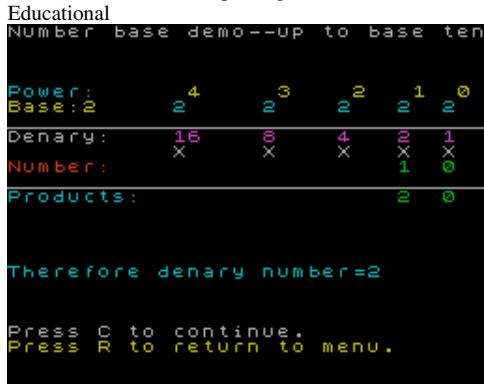 Educational
Number base demo--up to base ten
Power: 4 3 2 1 0
Base:2 2 2 2 2 2
Denary: 16 8 4 2 1
X X X X X
Number: 1 0
Products: 2 0
Therefore denary number=2
Press C to continue.
Press R to return to menu.